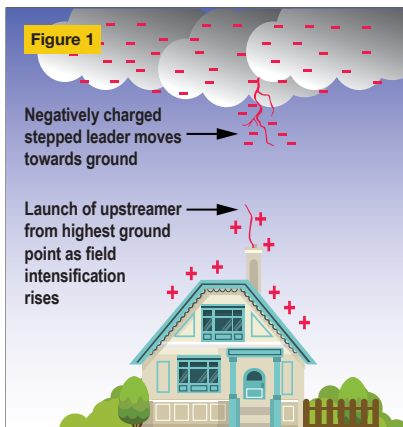 Figure 1
Negatively charged
stepped leader moves
towards ground
Launch of upstreamer
from highest ground
point as field
intensification
rises